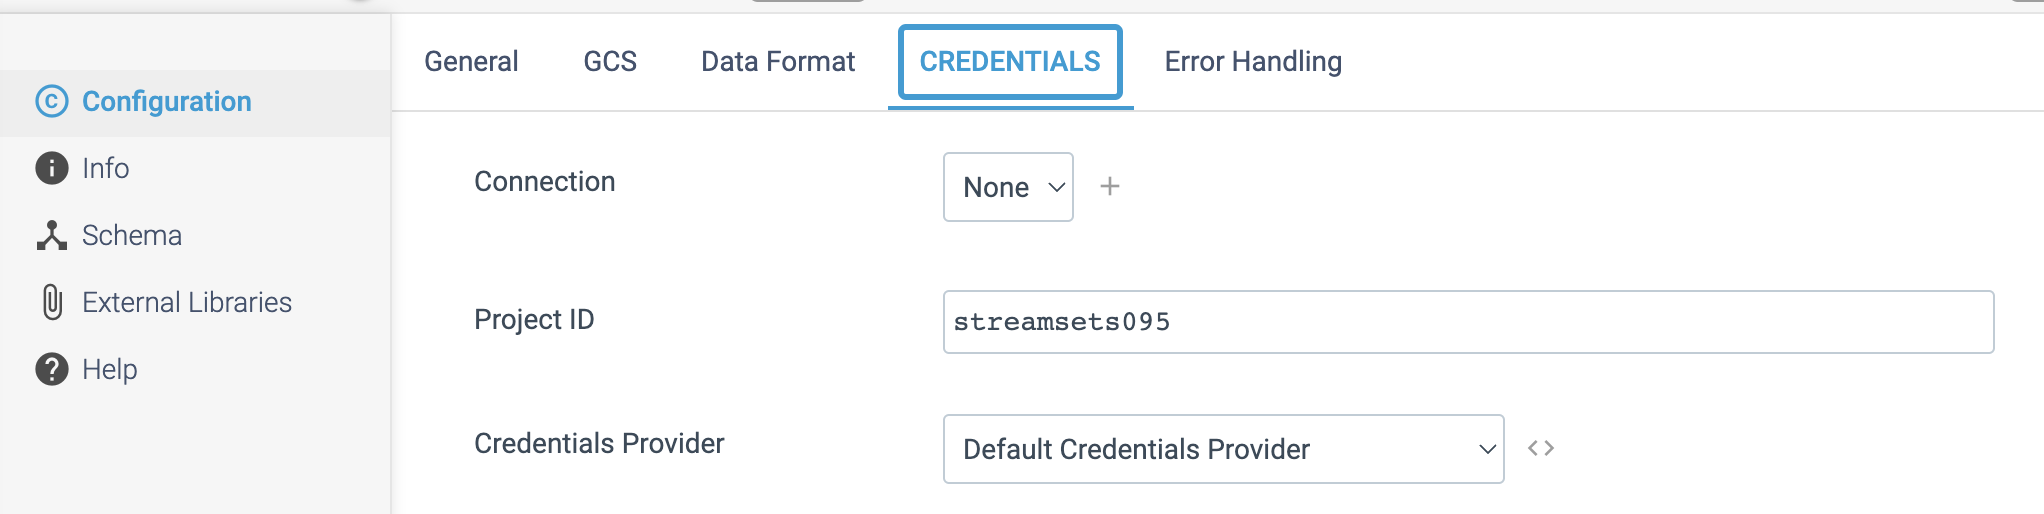 Configuration
Info
Schema
External Libraries
Help
General GCS Data Format CREDENTIALS Error Handling
Connection None
Project ID streamsets095
Credentials Provider Default Credentials Provider